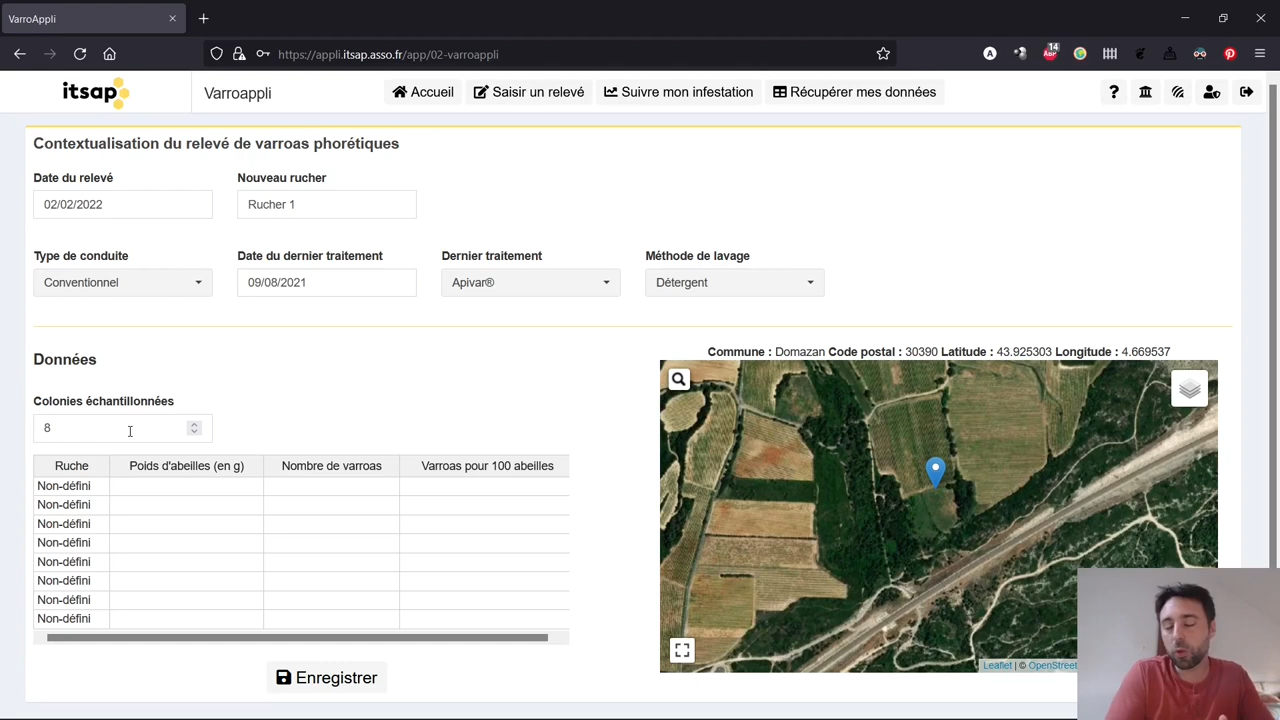 VarroAppli
https://appli.itsap.asso.fr/app/02-varroappli
A
14
ABP
itsap
Varroappli
Accueil
Saisir un relevé
Suivre mon infestation
Récupérer mes données
?
Contextualisation du relevé de varroas phorétiques
Date du relevé
Nouveau rucher
02/02/2022
Rucher 1
Type de conduite
Date du dernier traitement
Dernier traitement
Méthode de lavage
Conventionnel
09/08/2021
Apivar®
Détergent
Données
Commune : Domazan Code postal : 30390 Latitude : 43.925303 Longitude : 4.669537
Colonies échantillonnées
8
Ruche Poids d'abeilles (en g) Nombre de varroas Varroas pour 100 abeilles
Non-défini
Non-défini
Non-défini
Non-défini
Non-défini
Non-défini
Non-défini
Non-défini
Enregistrer
Leaflet | © OpenStreet